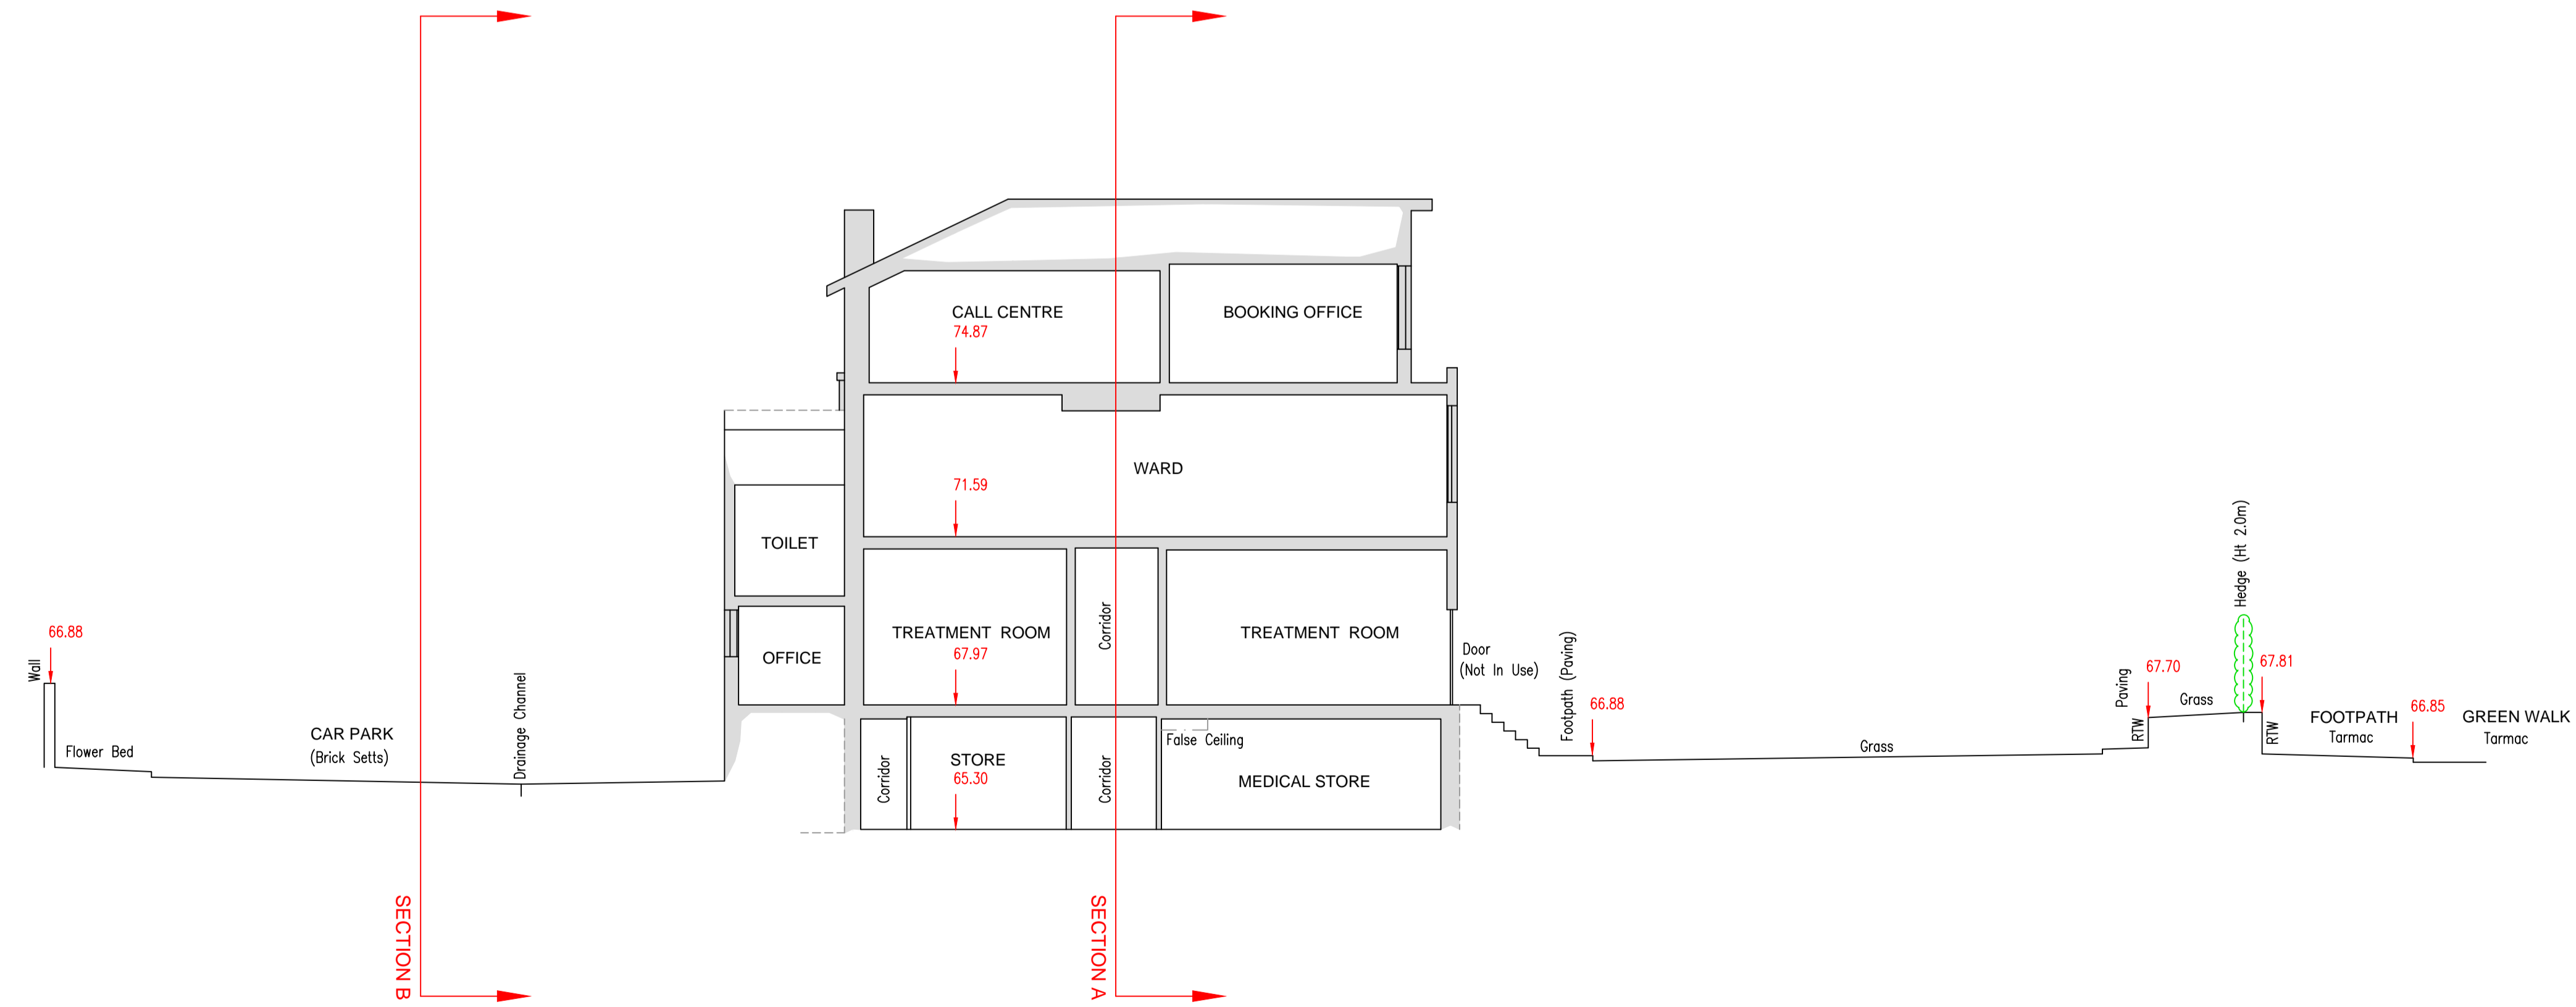 CALL CENTRE
74.87
BOOKING OFFICE
71.59
WARD
TOILET
OFFICE
TREATMENT ROOM
67.97
Corridor
TREATMENT ROOM
Door
(Not In Use)
Footpath (Paving)
66.88
Wall
66.88
Flower Bed
CAR PARK
(Brick Setts)
Drainage Channel
Corridor
STORE
65.30
Corridor
False Ceiling
MEDICAL STORE
Grass
Paving
67.70
RTW
Grass
Hedge (Ht 2.0m)
67.81
RTW
FOOTPATH
Tarmac
66.85
GREEN WALK
Tarmac
SECTION B
SECTION A